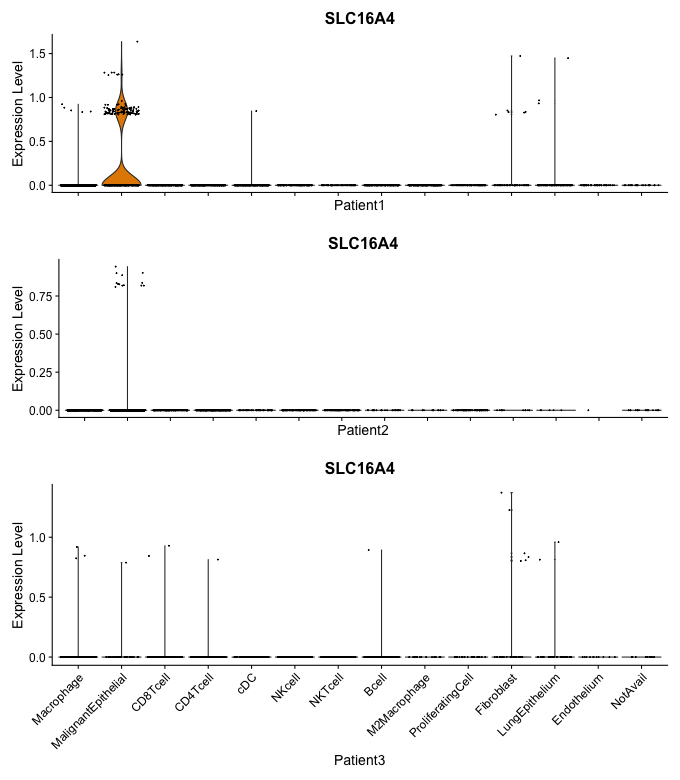 SLC16A4
Expression Level
1.5
1.0
0.5
0.0
Patient1
SLC16A4
Expression Level
0.75
0.50
0.25
0.00
Patient2
SLC16A4
Expression Level
1.0
0.5
0.0
Macrophage
MalignantEpithelial
CD8Tcell
CD4Tcell
cDC
NKcell
NKTcell
Bcell
M2Macrophage
ProliferatingCell
Fibroblast
LungEpithelium
Endothelium
NotAvail
Patient3